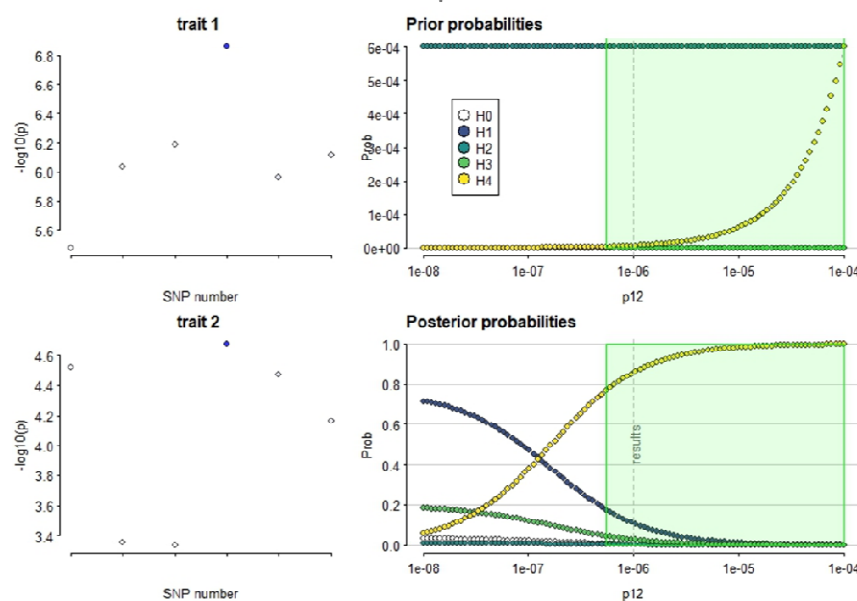 trait 1
-log10(p)
6.8
6.6
6.4
6.2
6.0
5.8
5.6
SNP number
Prior probabilities
Prob
6e-04
5e-04
4e-04
3e-04
2e-04
1e-04
0e+00
H0
H1
H2
H3
H4
1e-08
1e-07
1e-06
1e-05
1e-04
p12
trait 2
-log10(p)
4.6
4.4
4.2
4.0
3.8
3.6
3.4
SNP number
Posterior probabilities
Prob
1.0
0.8
0.6
0.4
0.2
0.0
results
1e-08
1e-07
1e-06
1e-05
1e-04
p12